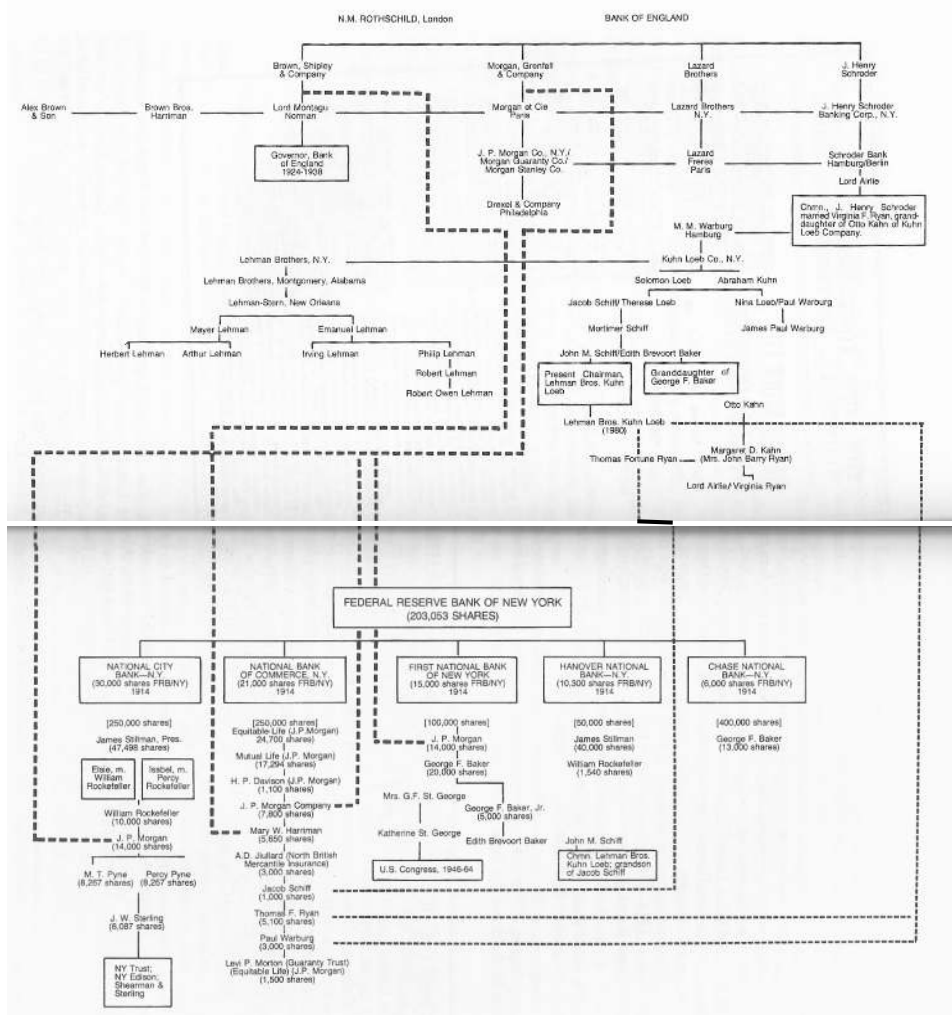 N.M. ROTHSCHILD, London
BANK OF ENGLAND
Brown, Shipley
& Company
Morgan, Grenfell
& Company
Lazard
Brothers
J. Henry
Schroder
Alex Brown
& Son
Brown Bros.
Harriman
Lord Montagu
Norman
Morgan et Cie
Paris
Lazard Brothers
N.Y.
J. Henry Schroder
Banking Corp., N.Y.
Governor, Bank
of England
1924-1938
J. P. Morgan Co., N.Y./
Morgan Guaranty Co./
Morgan Stanley Co.
Lazard
Freres
Paris
Schroder Bank
Hamburg/Berlin
Drexel & Company
Philadelphia
Lord Airlie
Chmn., J. Henry Schroder
married Virginia F. Ryan, grand-
daughter of Otto Kahn of Kuhn
Loeb Company.
M. M. Warburg
Hamburg
Lehman Brothers, N.Y.
Kuhn Loeb Co., N.Y.
Lehman Brothers, Montgomery, Alabama
Solomon Loeb
Abraham Kuhn
Lehman-Stern, New Orleans
Jacob Schiff/Therese Loeb
Nina Loeb/Paul Warburg
Mayer Lehman
Emanuel Lehman
Mortimer Schiff
James Paul Warburg
Herbert Lehman
Arthur Lehman
Irving Lehman
Philip Lehman
John M. Schiff/Edith Brevoort Baker
Robert Lehman
Present Chairman,
Lehman Bros. Kuhn
Loeb
Granddaughter of
George F. Baker
Robert Owen Lehman
Otto Kahn
Lehman Bros. Kuhn Loeb
(1980)
Thomas Fortune Ryan
Margaret D. Kahn
(Mrs. John Barry Ryan)
Lord Airlie/Virginia Ryan
FEDERAL RESERVE BANK OF NEW YORK
(203,053 SHARES)
NATIONAL CITY
BANK—N.Y.
(30,000 shares FRB/NY)
1914
NATIONAL BANK
OF COMMERCE, N.Y.
(21,000 shares FRB/NY)
1914
FIRST NATIONAL BANK
OF NEW YORK
(15,000 shares FRB/NY)
1914
HANOVER NATIONAL
BANK—N.Y.
(10,300 shares FRB/NY)
1914
CHASE NATIONAL
BANK—N.Y.
(6,000 shares FRB/NY)
1914
[250,000 shares]
James Stillman, Pres.
(47,498 shares)
Elsie, m.
William
Rockefeller
Isabel, m.
Percy
Rockefeller
William Rockefeller
(10,000 shares)
J. P. Morgan
(14,000 shares)
M. T. Pyne
(8,267 shares)
Percy Pyne
(8,267 shares)
J. W. Sterling
(6,087 shares)
NY Trust;
NY Edison;
Shearman &
Sterling
[250,000 shares]
Equitable Life (J.P.Morgan)
24,700 shares)
Mutual Life (J.P. Morgan)
(17,294 shares)
H. P. Davison (J.P. Morgan)
(1,100 shares)
J. P. Morgan Company
(7,800 shares)
Mary W. Harriman
(5,650 shares)
A.D. Jiullard (North British
Mercantile Insurance)
(3,000 shares)
Jacob Schiff
(1,000 shares)
Thomas F. Ryan
(5,100 shares)
Paul Warburg
(3,000 shares)
Levi P. Morton (Guaranty Trust)
(Equitable Life) (J.P. Morgan)
(1,500 shares)
[100,000 shares]
J. P. Morgan
(14,000 shares)
George F. Baker
(20,000 shares)
Mrs. G.F. St. George
George F. Baker, Jr.
(5,000 shares)
Katherine St. George
Edith Brevoort Baker
U.S. Congress, 1946-64
[50,000 shares]
James Stillman
(40,000 shares)
William Rockefeller
(1,540 shares)
John M. Schiff
Chmn. Lehman Bros.
Kuhn Loeb; grandson
of Jacob Schiff
[400,000 shares]
George F. Baker
(13,000 shares)